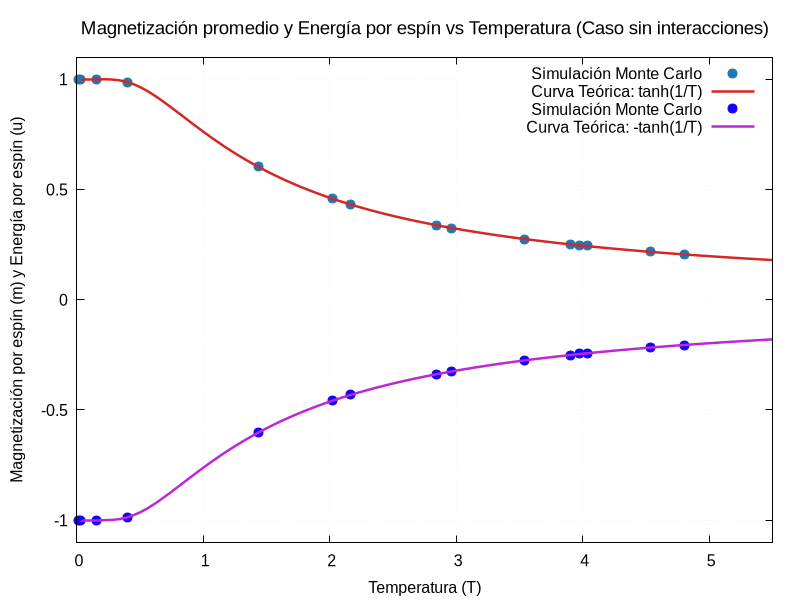 Magnetización promedio y Energía por espín vs Temperatura (Caso sin interacciones)
Simulación Monte Carlo
Curva Teórica: tanh(1/T)
Simulación Monte Carlo
Curva Teórica: -tanh(1/T)
Magnetización por espín (m) y Energía por espín (u)
1
0.5
0
-0.5
-1
0 1 2 3 4 5
Temperatura (T)